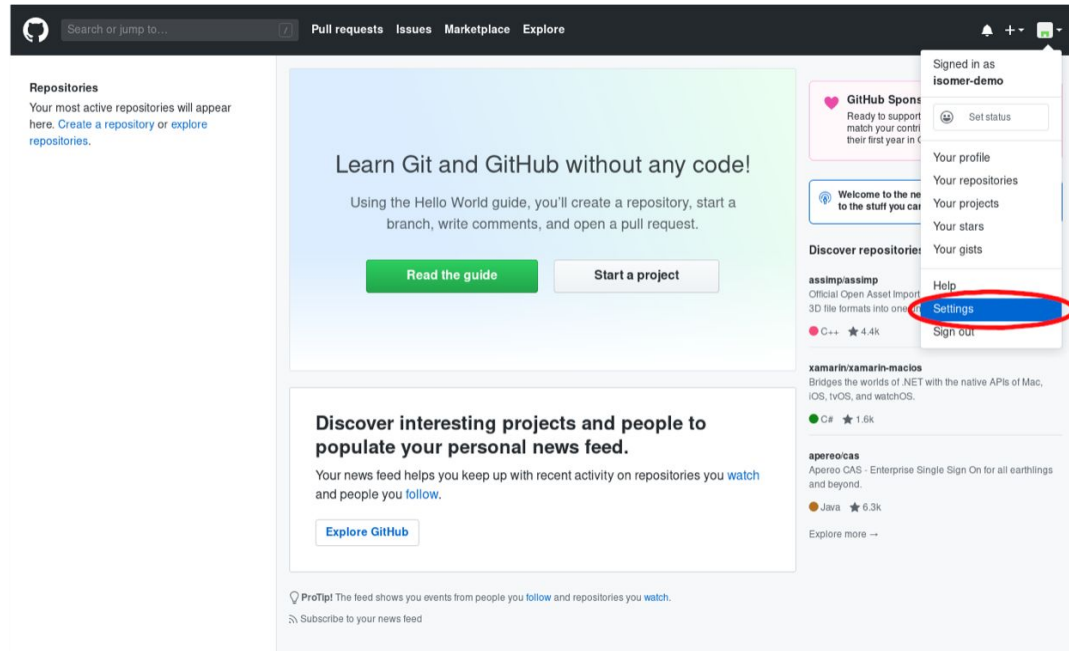 Search or jump to...
/
Pull requests Issues Marketplace Explore
Repositories
Your most active repositories will appear
here. Create a repository or explore
repositories.
Learn Git and GitHub without any code!
Using the Hello World guide, you'll create a repository, start a
branch, write comments, and open a pull request.
Read the guide
Start a project
Discover interesting projects and people to
populate your personal news feed.
Your news feed helps you keep up with recent activity on repositories you watch
and people you follow.
Explore GitHub
ProTip! The feed shows you events from people you follow and repositories you watch.
Subscribe to your news feed
GitHub Spons
Ready to support
match your contri
their first year in
Welcome to the ne
to the stuff you car
Discover repositories
assimp/assimp
Official Open Asset Import
3D file formats into one
C++ 4.4k
xamarin/xamarin-macios
Bridges the worlds of .NET with the native APIs of Mac,
iOS, tvOS, and watchOS.
C# 1.6k
apereo/cas
Apereo CAS - Enterprise Single Sign On for all earthlings
and beyond.
Java 6.3k
Explore more →
Signed in as
isomer-demo
Set status
Your profile
Your repositories
Your projects
Your stars
Your gists
Help
Settings
Sign out